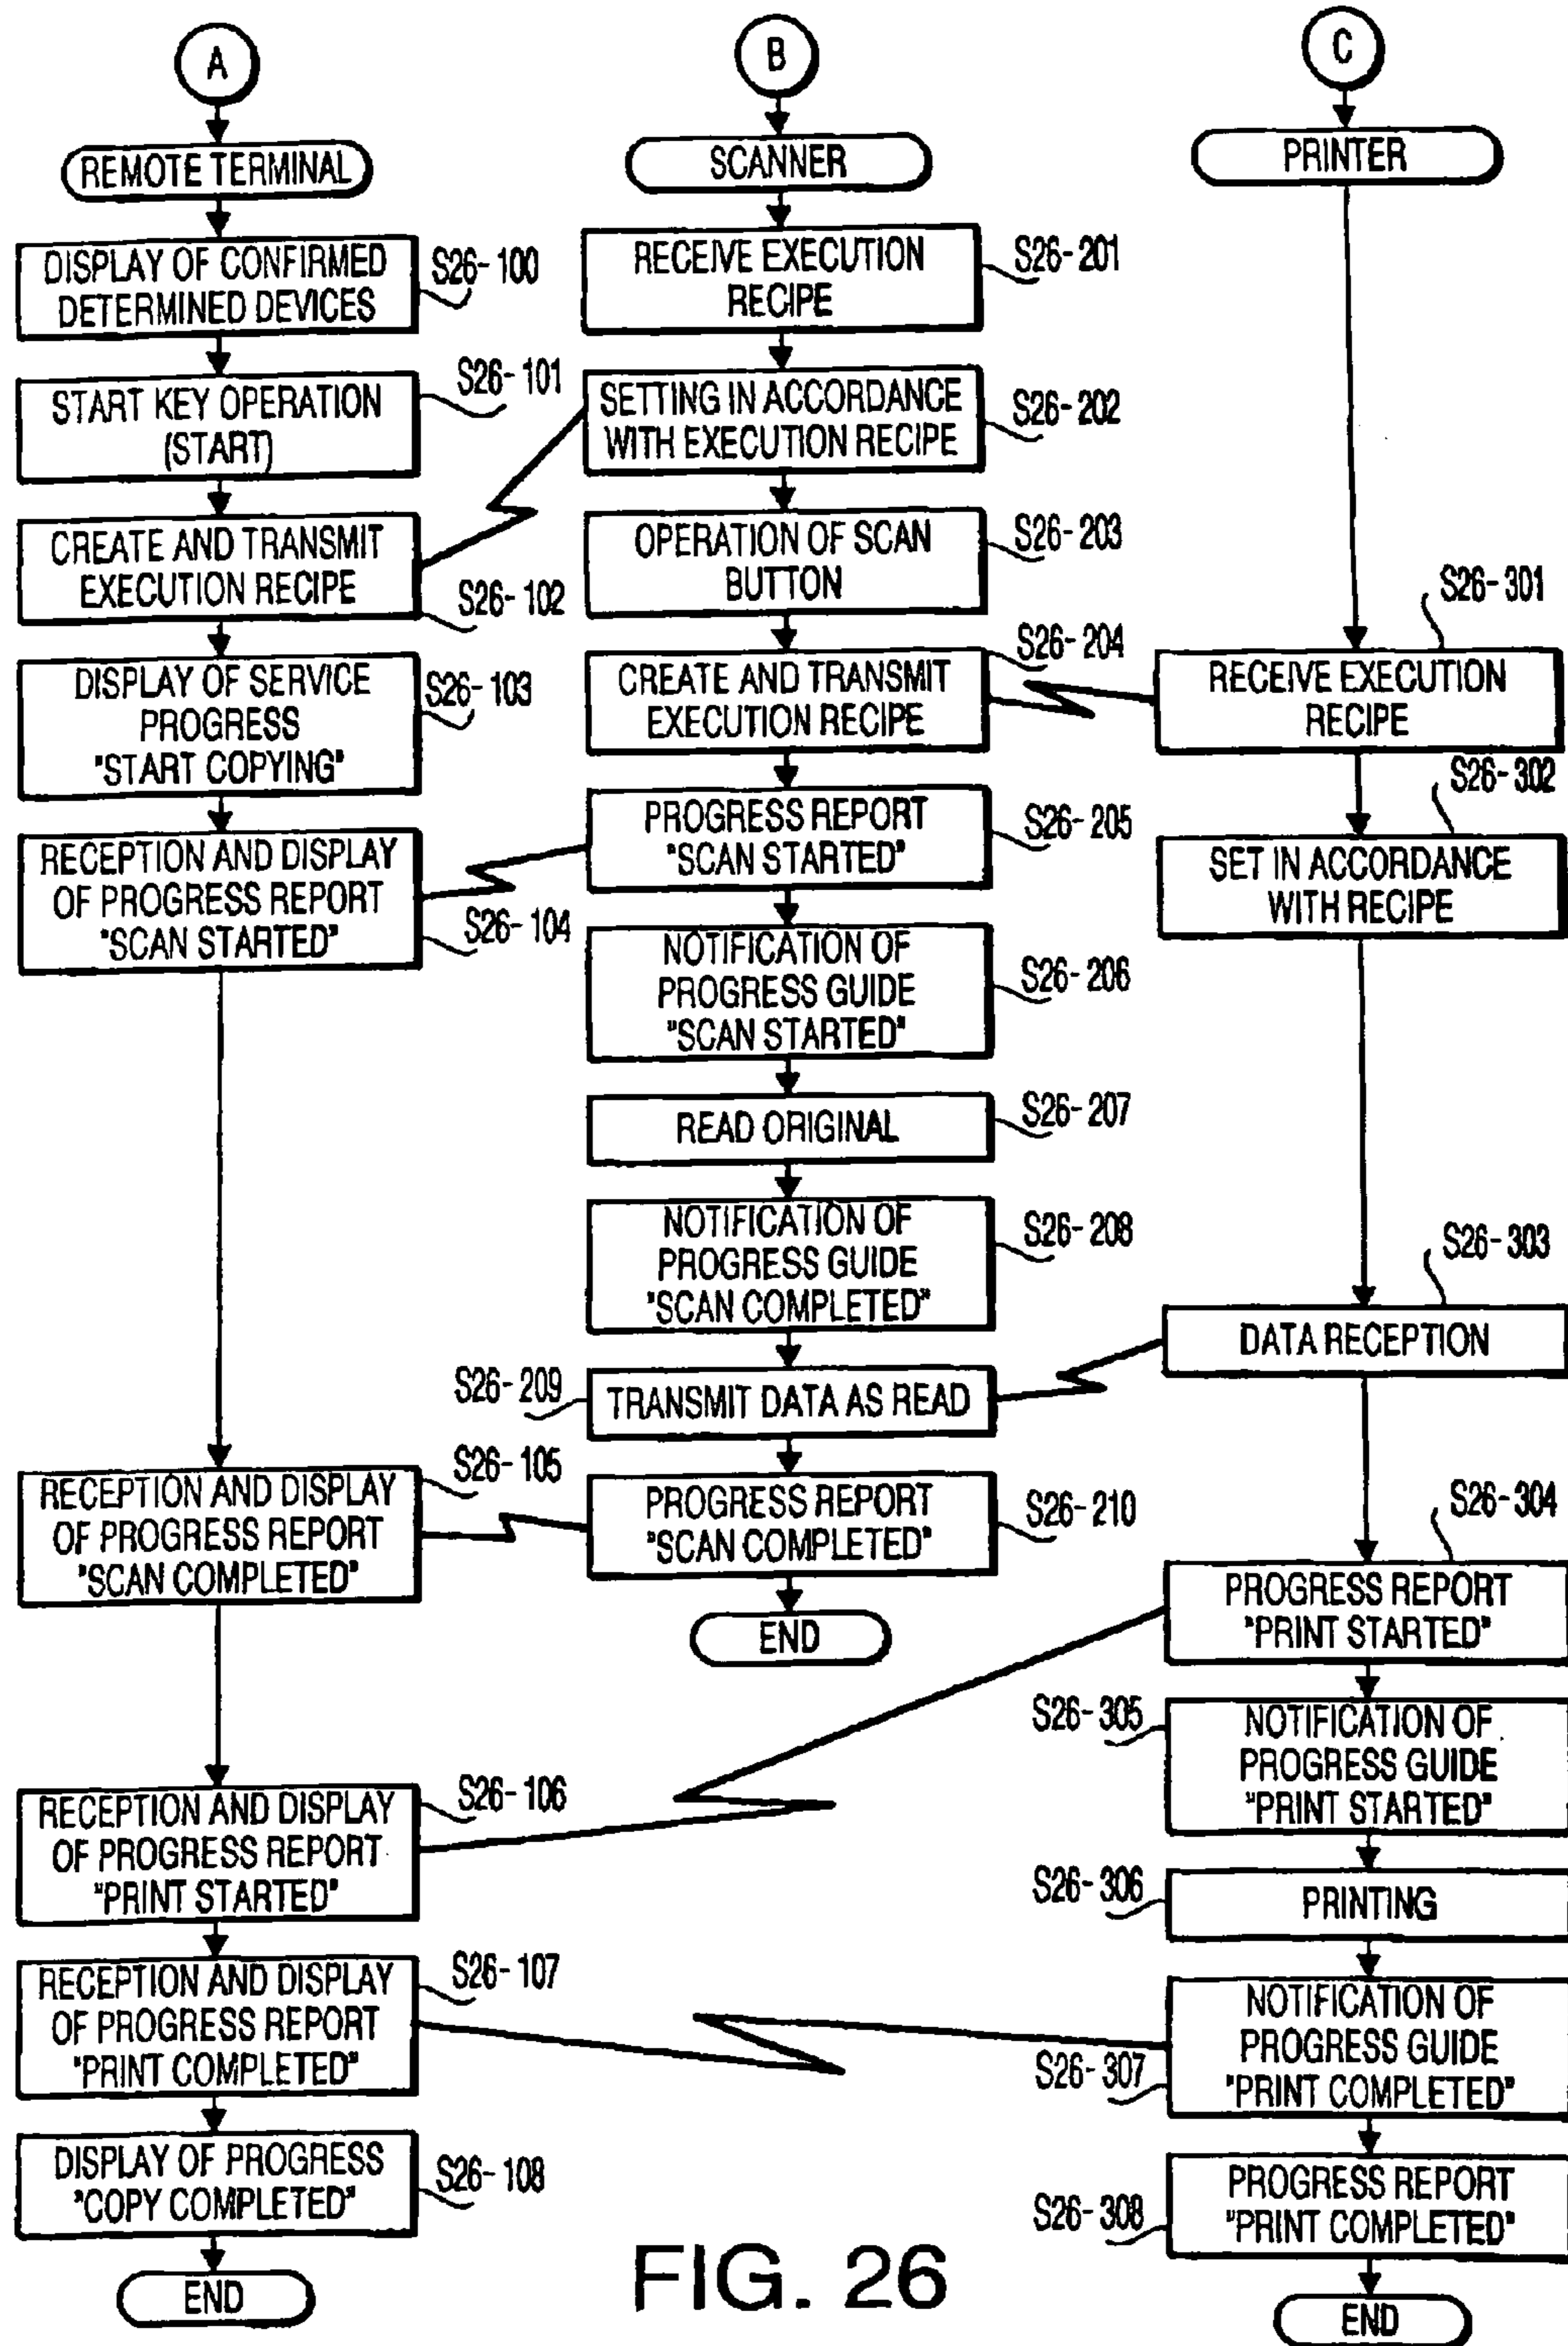 A
REMOTE TERMINAL
DISPLAY OF CONFIRMED
DETERMINED DEVICES
S26-100
START KEY OPERATION
(START)
S26-101
CREATE AND TRANSMIT
EXECUTION RECIPE
S26-102
DISPLAY OF SERVICE
PROGRESS
"START COPYING"
S26-103
RECEPTION AND DISPLAY
OF PROGRESS REPORT
"SCAN STARTED"
S26-104
RECEPTION AND DISPLAY
OF PROGRESS REPORT
"SCAN COMPLETED"
S26-105
RECEPTION AND DISPLAY
OF PROGRESS REPORT
"PRINT STARTED"
S26-106
RECEPTION AND DISPLAY
OF PROGRESS REPORT
"PRINT COMPLETED"
S26-107
DISPLAY OF PROGRESS
"COPY COMPLETED"
S26-108
END
B
SCANNER
RECEIVE EXECUTION
RECIPE
S26-201
SETTING IN ACCORDANCE
WITH EXECUTION RECIPE
S26-202
OPERATION OF SCAN
BUTTON
S26-203
CREATE AND TRANSMIT
EXECUTION RECIPE
S26-204
PROGRESS REPORT
"SCAN STARTED"
S26-205
NOTIFICATION OF
PROGRESS GUIDE
"SCAN STARTED"
S26-206
READ ORIGINAL
S26-207
NOTIFICATION OF
PROGRESS GUIDE
"SCAN COMPLETED"
S26-208
S26-209
TRANSMIT DATA AS READ
PROGRESS REPORT
"SCAN COMPLETED"
S26-210
END
C
PRINTER
S26-301
RECEIVE EXECUTION
RECIPE
S26-302
SET IN ACCORDANCE
WITH RECIPE
S26-303
DATA RECEPTION
S26-304
PROGRESS REPORT
"PRINT STARTED"
S26-305
NOTIFICATION OF
PROGRESS GUIDE
"PRINT STARTED"
S26-306
PRINTING
NOTIFICATION OF
PROGRESS GUIDE
"PRINT COMPLETED"
S26-307
PROGRESS REPORT
"PRINT COMPLETED"
S26-308
END
FIG. 26